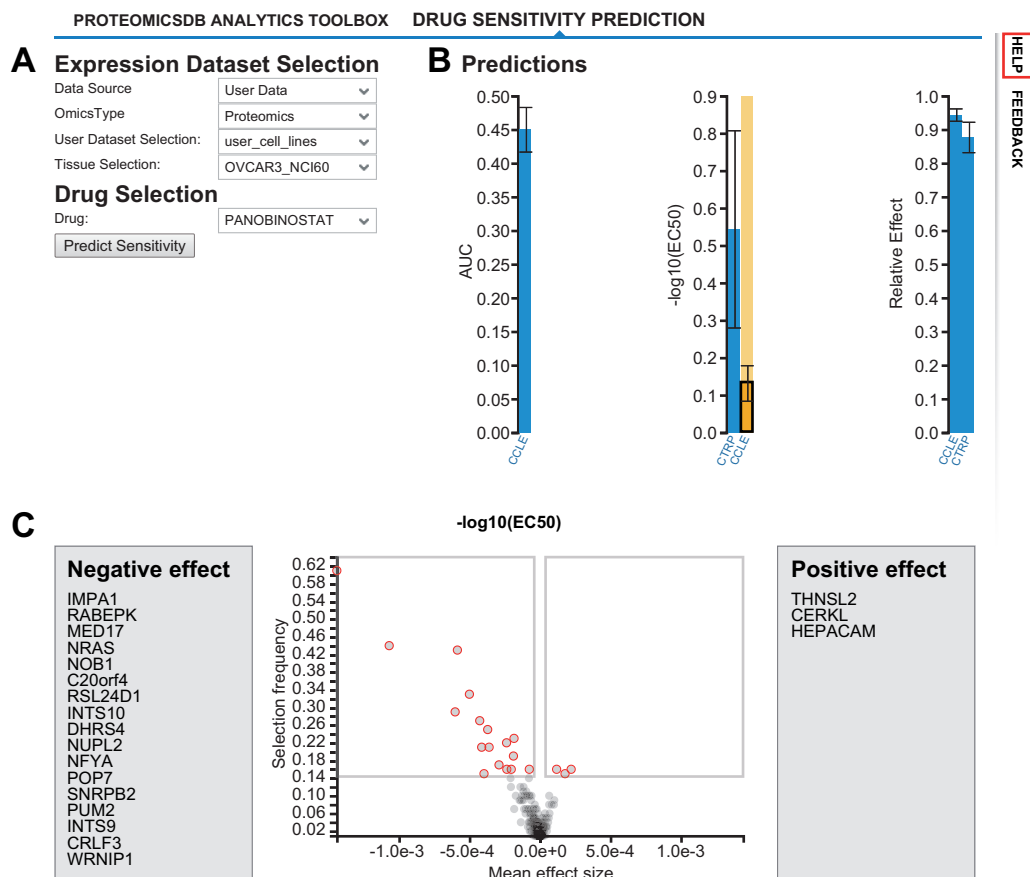 PROTEOMICSDB ANALYTICS TOOLBOX DRUG SENSITIVITY PREDICTION
HELP
FEEDBACK
A
Expression Dataset Selection
Data Source User Data
OmicsType Proteomics
User Dataset Selection: user_cell_lines
Tissue Selection: OVCAR3_NCI60
Drug Selection
Drug: PANOBINOSTAT
Predict Sensitivity
B Predictions
AUC
0.50
0.45
0.40
0.35
0.30
0.25
0.20
0.15
0.10
0.05
0.00
CCLE
-log10(EC50)
0.9
0.8
0.7
0.6
0.5
0.4
0.3
0.2
0.1
0.0
CTRP
CCLE
Relative Effect
1.0
0.9
0.8
0.7
0.6
0.5
0.4
0.3
0.2
0.1
0.0
CCLE
CTRP
C
-log10(EC50)
Negative effect
IMPA1
RABEPK
MED17
NRAS
NOB1
C20orf4
RSL24D1
INTS10
DHRS4
NUPL2
NFYA
POP7
SNRPB2
PUM2
INTS9
CRLF3
WRNIP1
Selection frequency
0.62
0.58
0.54
0.50
0.46
0.42
0.38
0.34
0.30
0.26
0.22
0.18
0.14
0.10
0.06
0.02
-1.0e-3 -5.0e-4 0.0e+0 5.0e-4 1.0e-3
Mean effect size
Positive effect
THNSL2
CERKL
HEPACAM